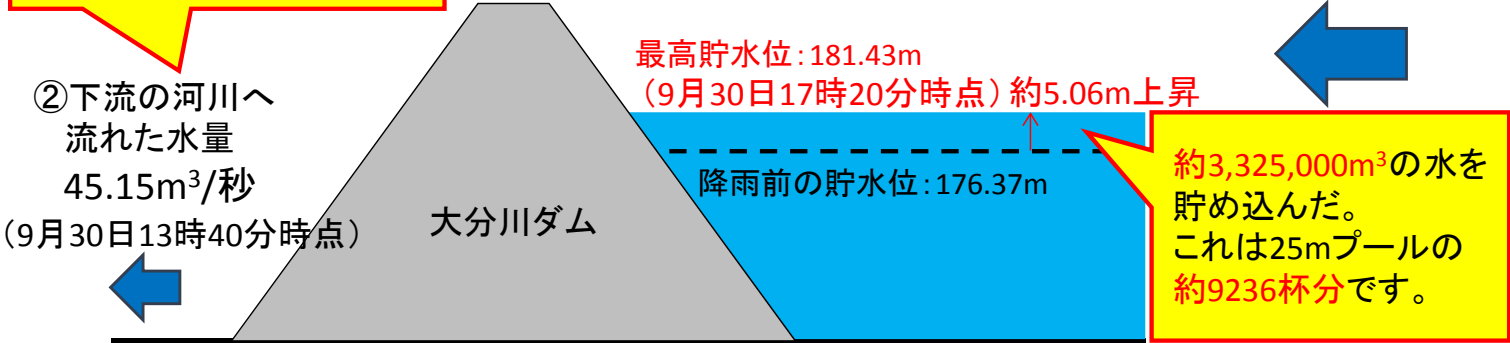 ②下流の河川へ
流れた水量
45.15m³/秒
（9月30日13時40分時点）
大分川ダム
最高貯水位：181.43m
（9月30日17時20分時点）約5.06m上昇
降雨前の貯水位：176.37m
約3,325,000m³の水を
貯め込んだ。
これは25mプールの
約9236杯分です。